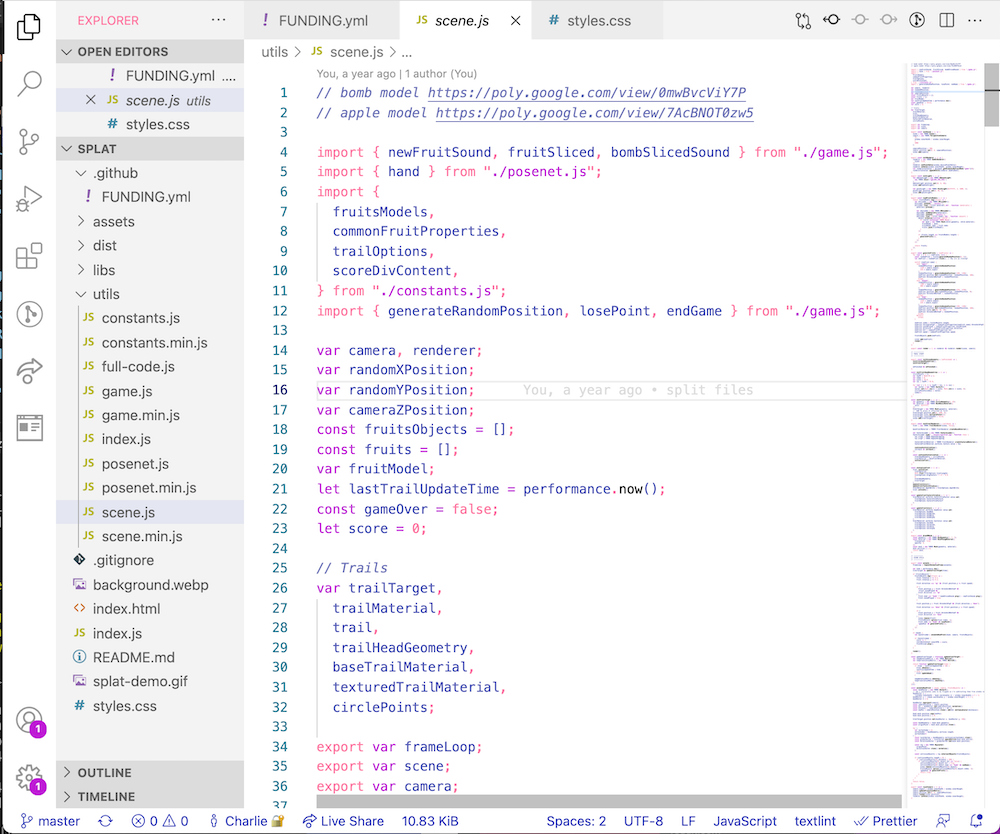 EXPLORER
OPEN EDITORS
! FUNDING.yml ....
JS scene.js utils
# styles.css
SPLAT
.github
! FUNDING.yml
assets
dist
libs
utils
JS constants.js
JS constants.min.js
JS full-code.js
JS game.js
JS game.min.js
JS index.js
JS posenet.js
JS posenet.min.js
JS scene.js
JS scene.min.js
.gitignore
background.webp
<> index.html
JS index.js
README.md
splat-demo.gif
# styles.css
OUTLINE
TIMELINE
1
1
! FUNDING.yml
JS scene.js
# styles.css
utils > JS scene.js > ...
You, a year ago | 1 author (You)
1 // bomb model https://poly.google.com/view/0mwBvcViY7P
2 // apple model https://poly.google.com/view/7AcBNOT0zw5
3
4 import { newFruitSound, fruitSliced, bombSlicedSound } from "./game.js";
5 import { hand } from "./posenet.js";
6 import {
7 fruitsModels,
8 commonFruitProperties,
9 trailOptions,
10 scoreDivContent,
11 } from "./constants.js";
12 import { generateRandomPosition, losePoint, endGame } from "./game.js";
13
14 var camera, renderer;
15 var randomXPosition;
16 var randomYPosition; You, a year ago • split files
17 var cameraZPosition;
18 const fruitsObjects = [];
19 const fruits = [];
20 var fruitModel;
21 let lastTrailUpdateTime = performance.now();
22 const gameOver = false;
23 let score = 0;
24
25 // Trails
26 var trailTarget,
27 trailMaterial,
28 trail,
29 trailHeadGeometry,
30 baseTrailMaterial,
31 texturedTrailMaterial,
32 circlePoints;
33
34 export var frameLoop;
35 export var scene;
36 export var camera;
37
master 0 0 Charlie🔐 Live Share 10.83 KiB Spaces: 2 UTF-8 LF JavaScript textlint Prettier